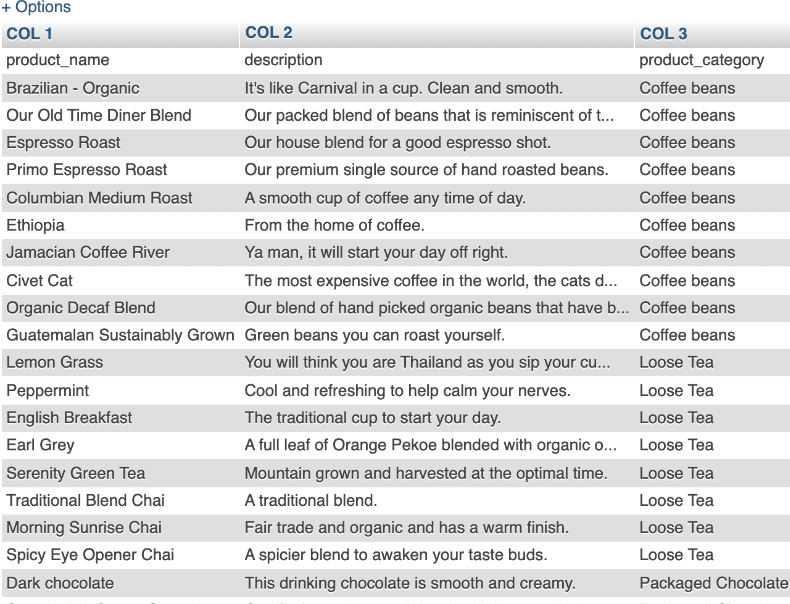 + Options
COL 1 COL 2 COL 3
product_name description product_category
Brazilian - Organic It's like Carnival in a cup. Clean and smooth. Coffee beans
Our Old Time Diner Blend Our packed blend of beans that is reminiscent of t... Coffee beans
Espresso Roast Our house blend for a good espresso shot. Coffee beans
Primo Espresso Roast Our premium single source of hand roasted beans. Coffee beans
Columbian Medium Roast A smooth cup of coffee any time of day. Coffee beans
Ethiopia From the home of coffee. Coffee beans
Jamacian Coffee River Ya man, it will start your day off right. Coffee beans
Civet Cat The most expensive coffee in the world, the cats d... Coffee beans
Organic Decaf Blend Our blend of hand picked organic beans that have b... Coffee beans
Guatemalan Sustainably Grown Green beans you can roast yourself. Coffee beans
Lemon Grass You will think you are Thailand as you sip your cu... Loose Tea
Peppermint Cool and refreshing to help calm your nerves. Loose Tea
English Breakfast The traditional cup to start your day. Loose Tea
Earl Grey A full leaf of Orange Pekoe blended with organic o... Loose Tea
Serenity Green Tea Mountain grown and harvested at the optimal time. Loose Tea
Traditional Blend Chai A traditional blend. Loose Tea
Morning Sunrise Chai Fair trade and organic and has a warm finish. Loose Tea
Spicy Eye Opener Chai A spicier blend to awaken your taste buds. Loose Tea
Dark chocolate This drinking chocolate is smooth and creamy. Packaged Chocolate